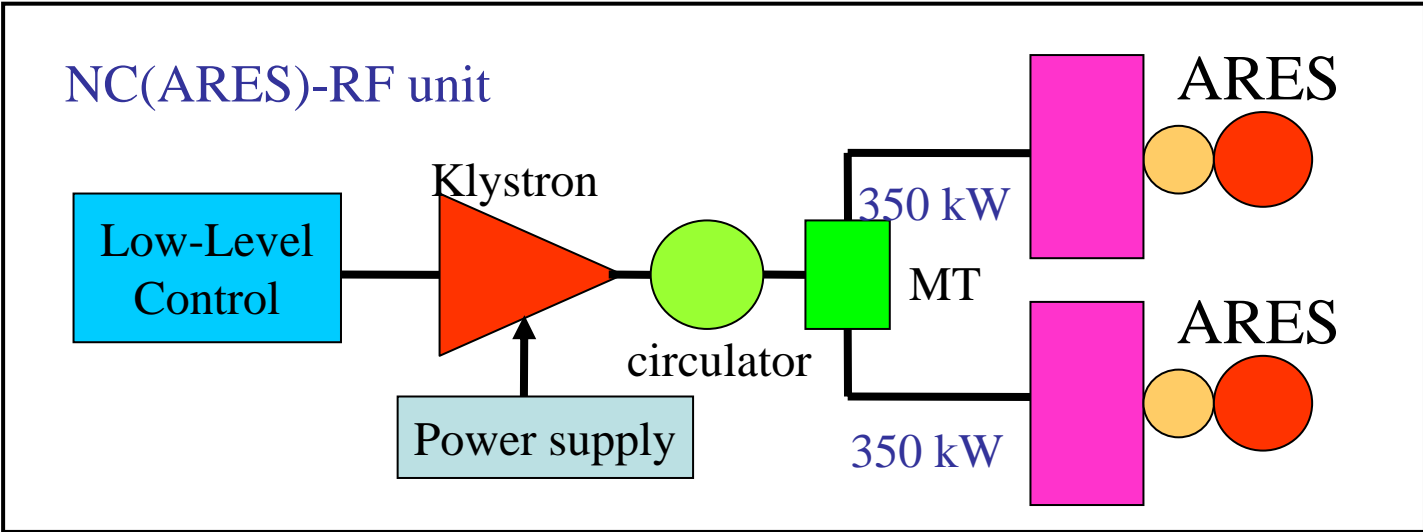 NC(ARES)-RF unit
ARES
Klystron
350 kW
Low-Level
Control
MT
ARES
circulator
Power supply
350 kW